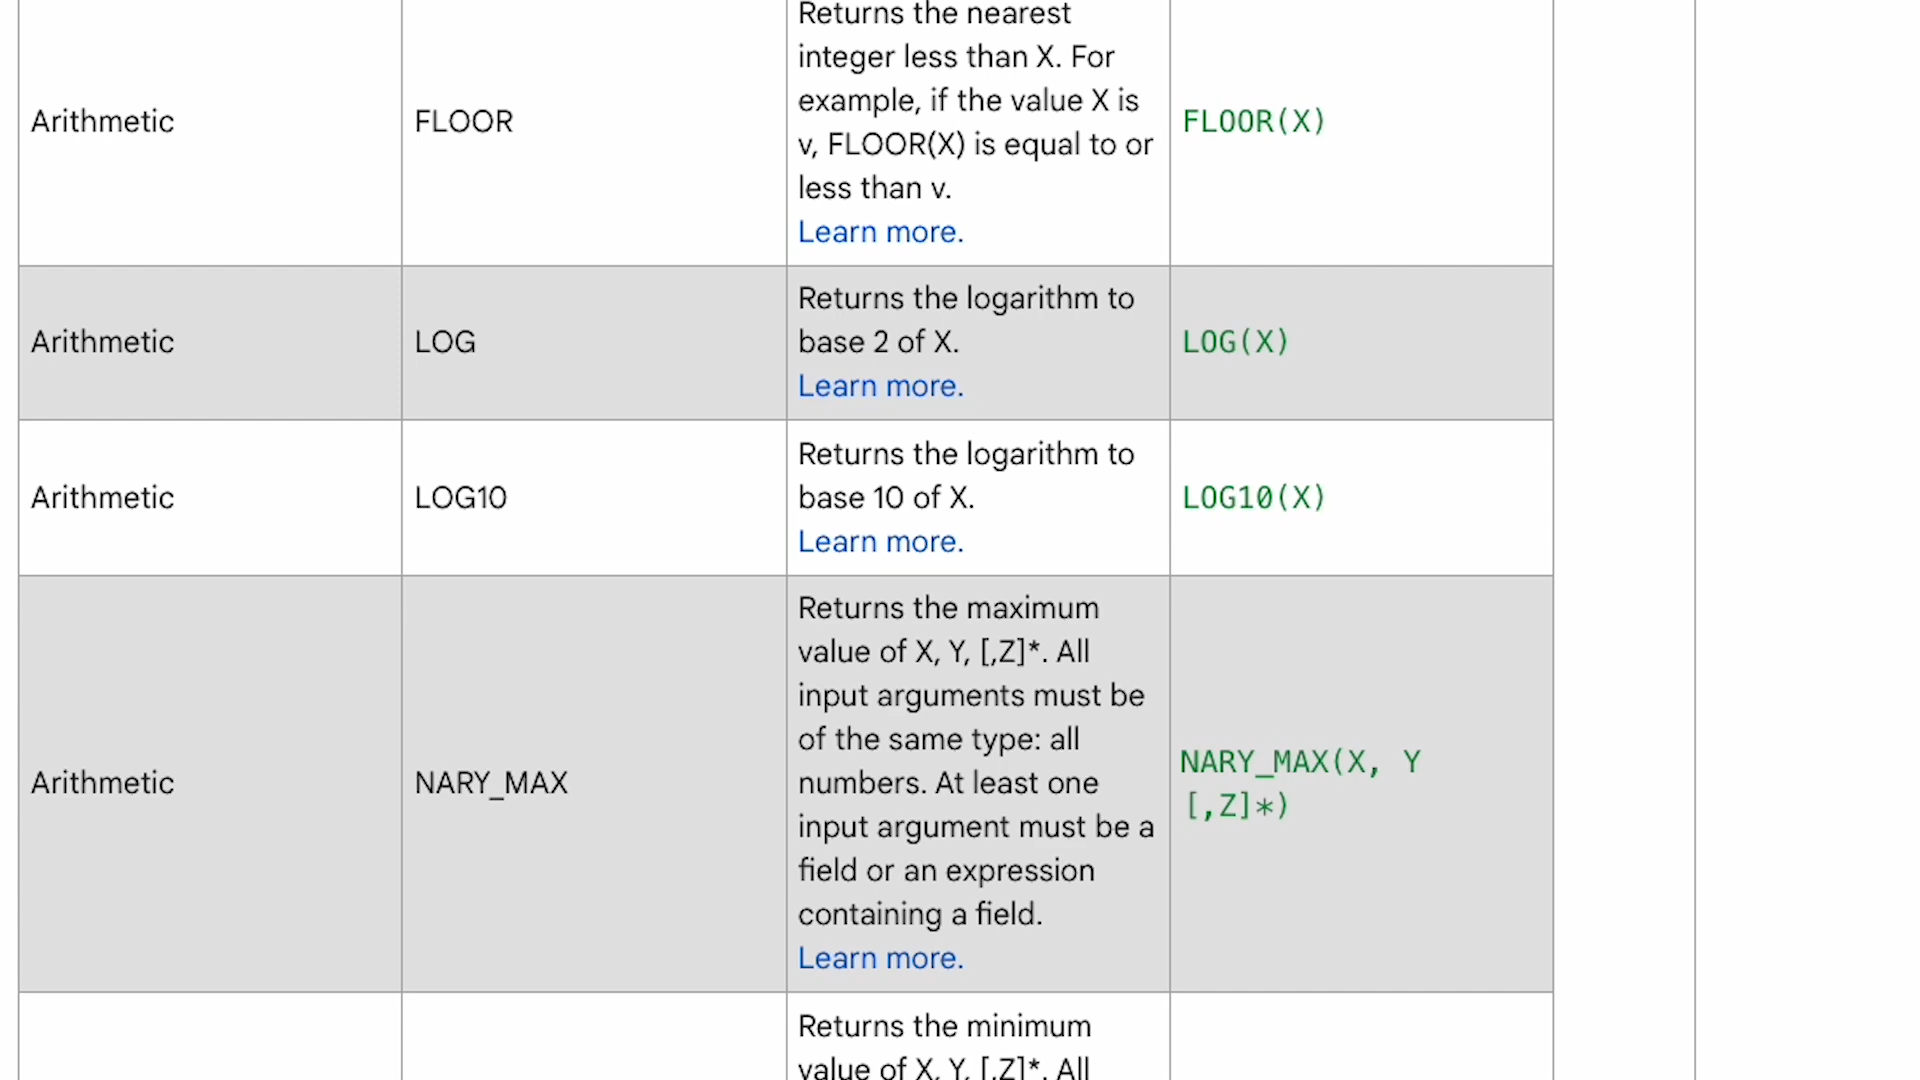 Returns the nearest
integer less than X. For
example, if the value X is
v, FLOOR(X) is equal to or
less than v.
Learn more.
Arithmetic
FLOOR
FLOOR(X)
Arithmetic
LOG
Returns the logarithm to
base 2 of X.
Learn more.
LOG(X)
Arithmetic
LOG10
Returns the logarithm to
base 10 of X.
Learn more.
LOG10(X)
Arithmetic
NARY_MAX
Returns the maximum
value of X, Y, [,Z]*. All
input arguments must be
of the same type: all
numbers. At least one
input argument must be a
field or an expression
containing a field.
Learn more.
NARY_MAX(X, Y
[,Z]*)
Returns the minimum
value of X, Y, [,Z]*. All